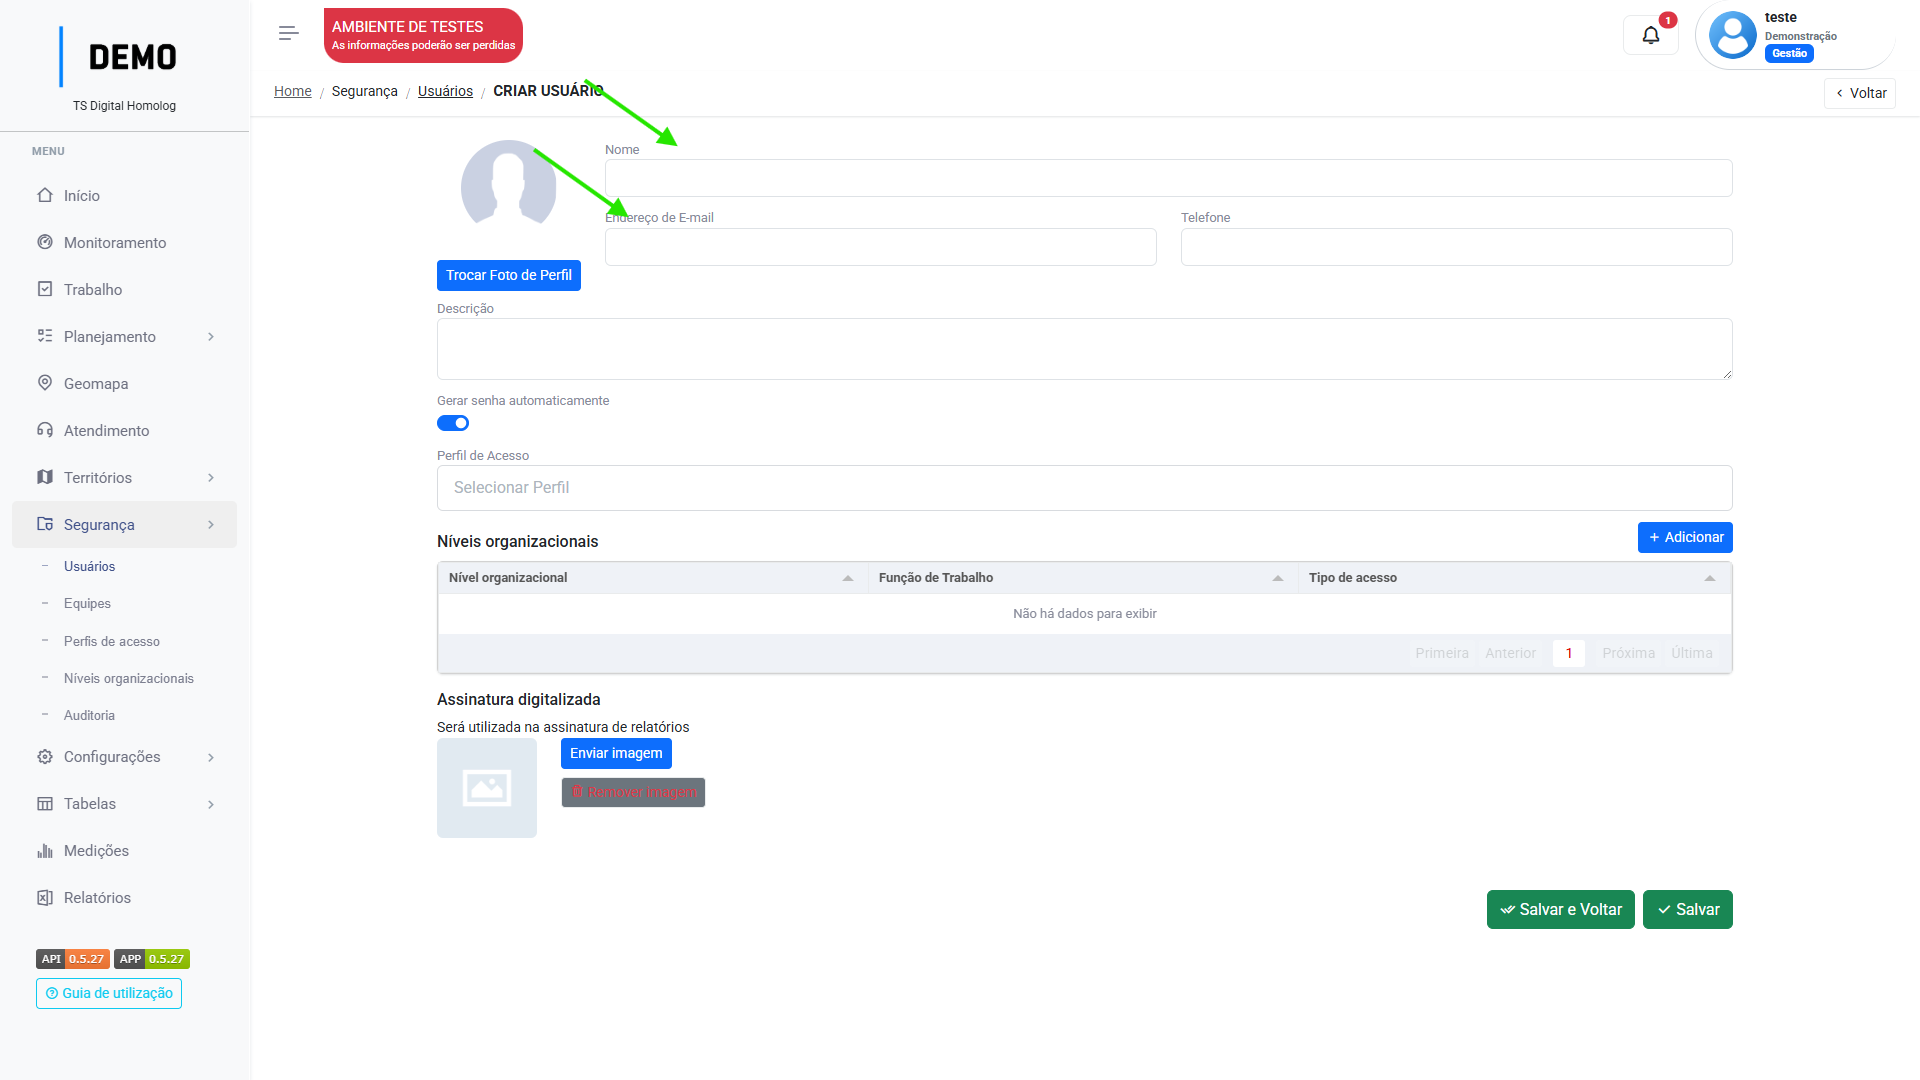 DEMO
TS Digital Homolog
MENU
Início
Monitoramento
Trabalho
Planejamento
Geomapa
Atendimento
Territórios
Segurança
Usuários
Equipes
Perfis de acesso
Níveis organizacionais
Auditoria
Configurações
Tabelas
Medições
Relatórios
API 0.5.27 APP 0.5.27
Guia de utilização
AMBIENTE DE TESTES
As informações poderão ser perdidas
1
teste
Demonstração
Gestão
Home / Segurança / Usuários / CRIAR USUÁRIO
Voltar
Nome
Endereço de E-mail
Telefone
Trocar Foto de Perfil
Descrição
Gerar senha automaticamente
Perfil de Acesso
Selecionar Perfil
Níveis organizacionais
+ Adicionar
Nível organizacional Função de Trabalho Tipo de acesso
Não há dados para exibir
Primeira Anterior 1 Próxima Última
Assinatura digitalizada
Será utilizada na assinatura de relatórios
Enviar imagem
Remover imagem
Salvar e Voltar
Salvar